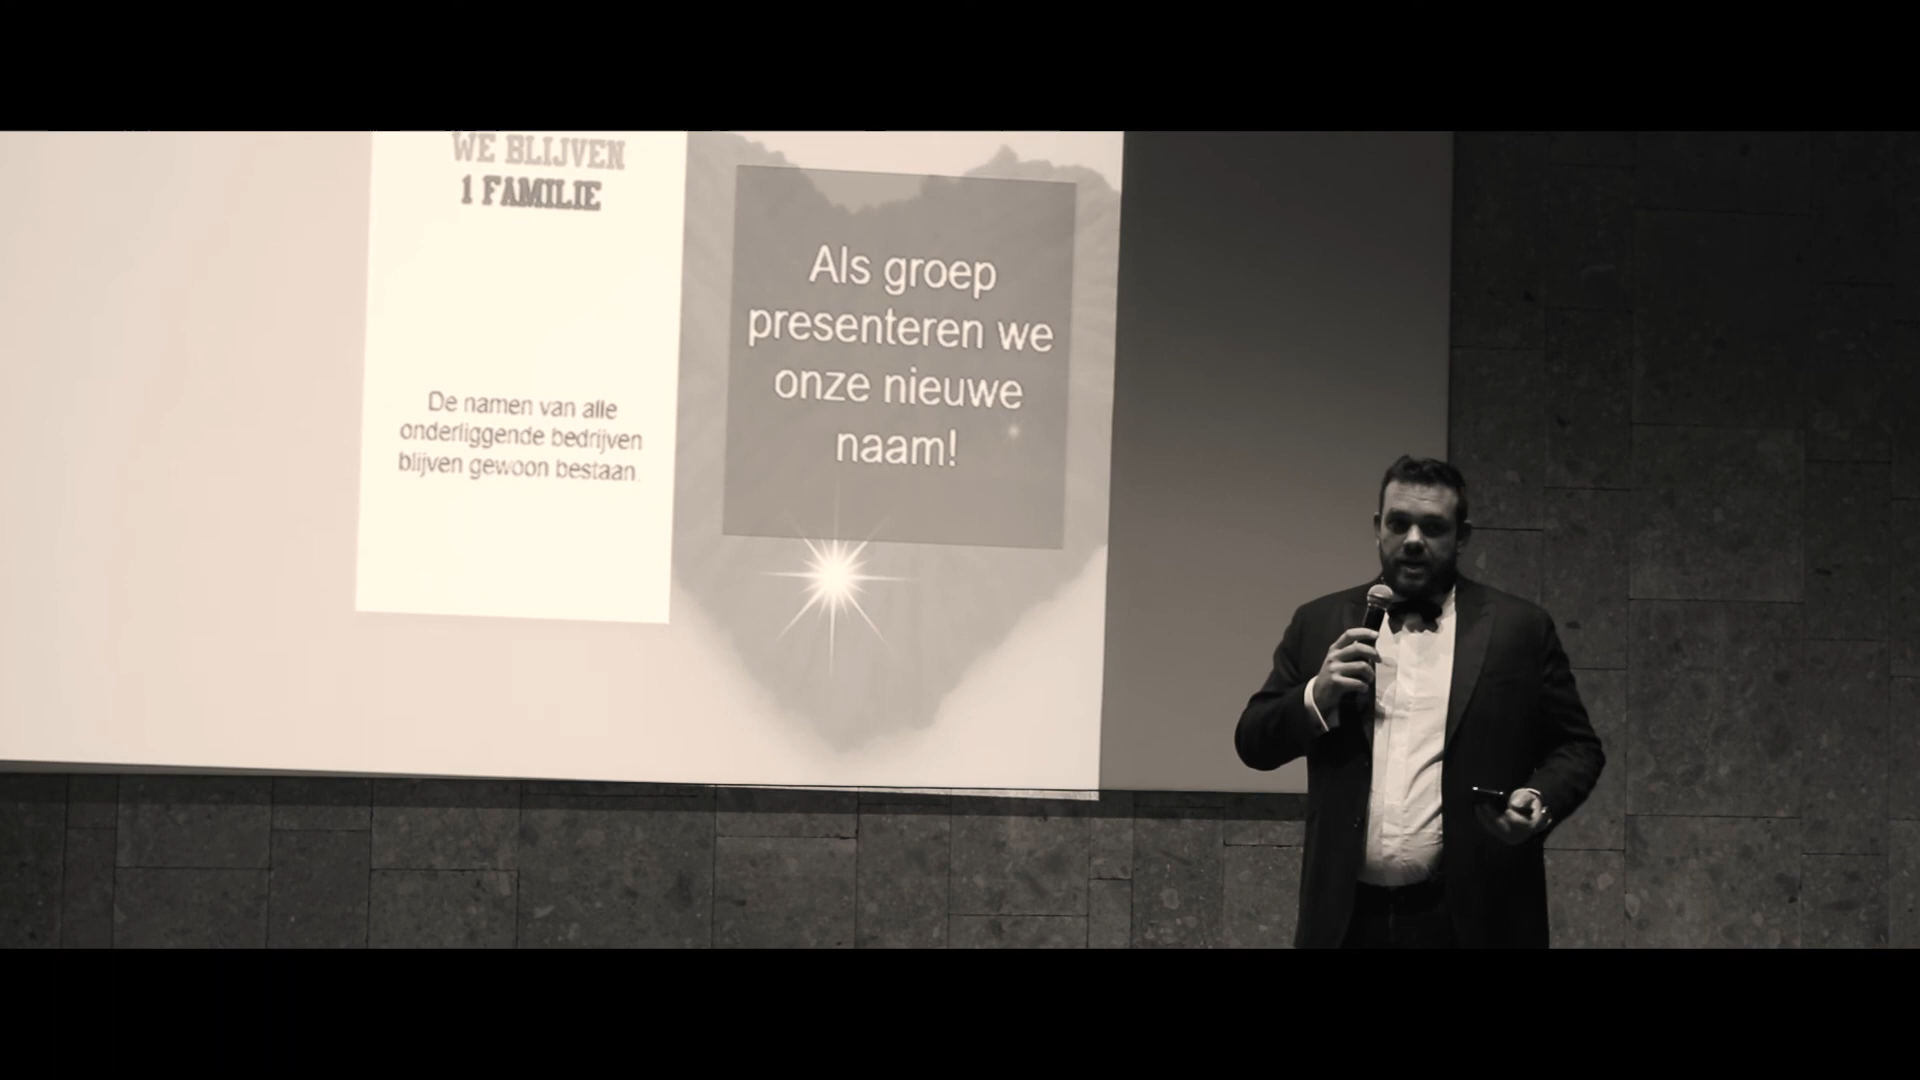 WE BLIJVEN
1 FAMILIE
De namen van alle
onderliggende bedrijven
blijven gewoon bestaan.
Als groep
presenteren we
onze nieuwe
naam!